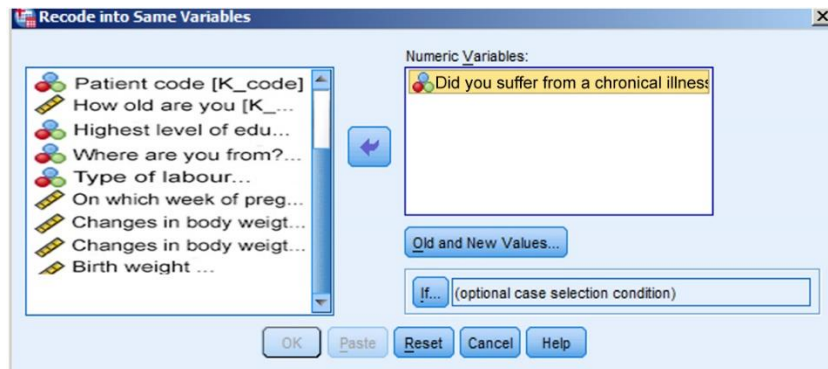 Recode into Same Variables
Patient code [K_code]
How old are you [K_...
Highest level of edu...
Where are you from?...
Type of labour...
On which week of preg...
Changes in body weigt...
Changes in body weigt...
Birth weight ...
Numeric Variables:
Did you suffer from a chronical illness
Old and New Values...
If... (optional case selection condition)
OK Paste Reset Cancel Help